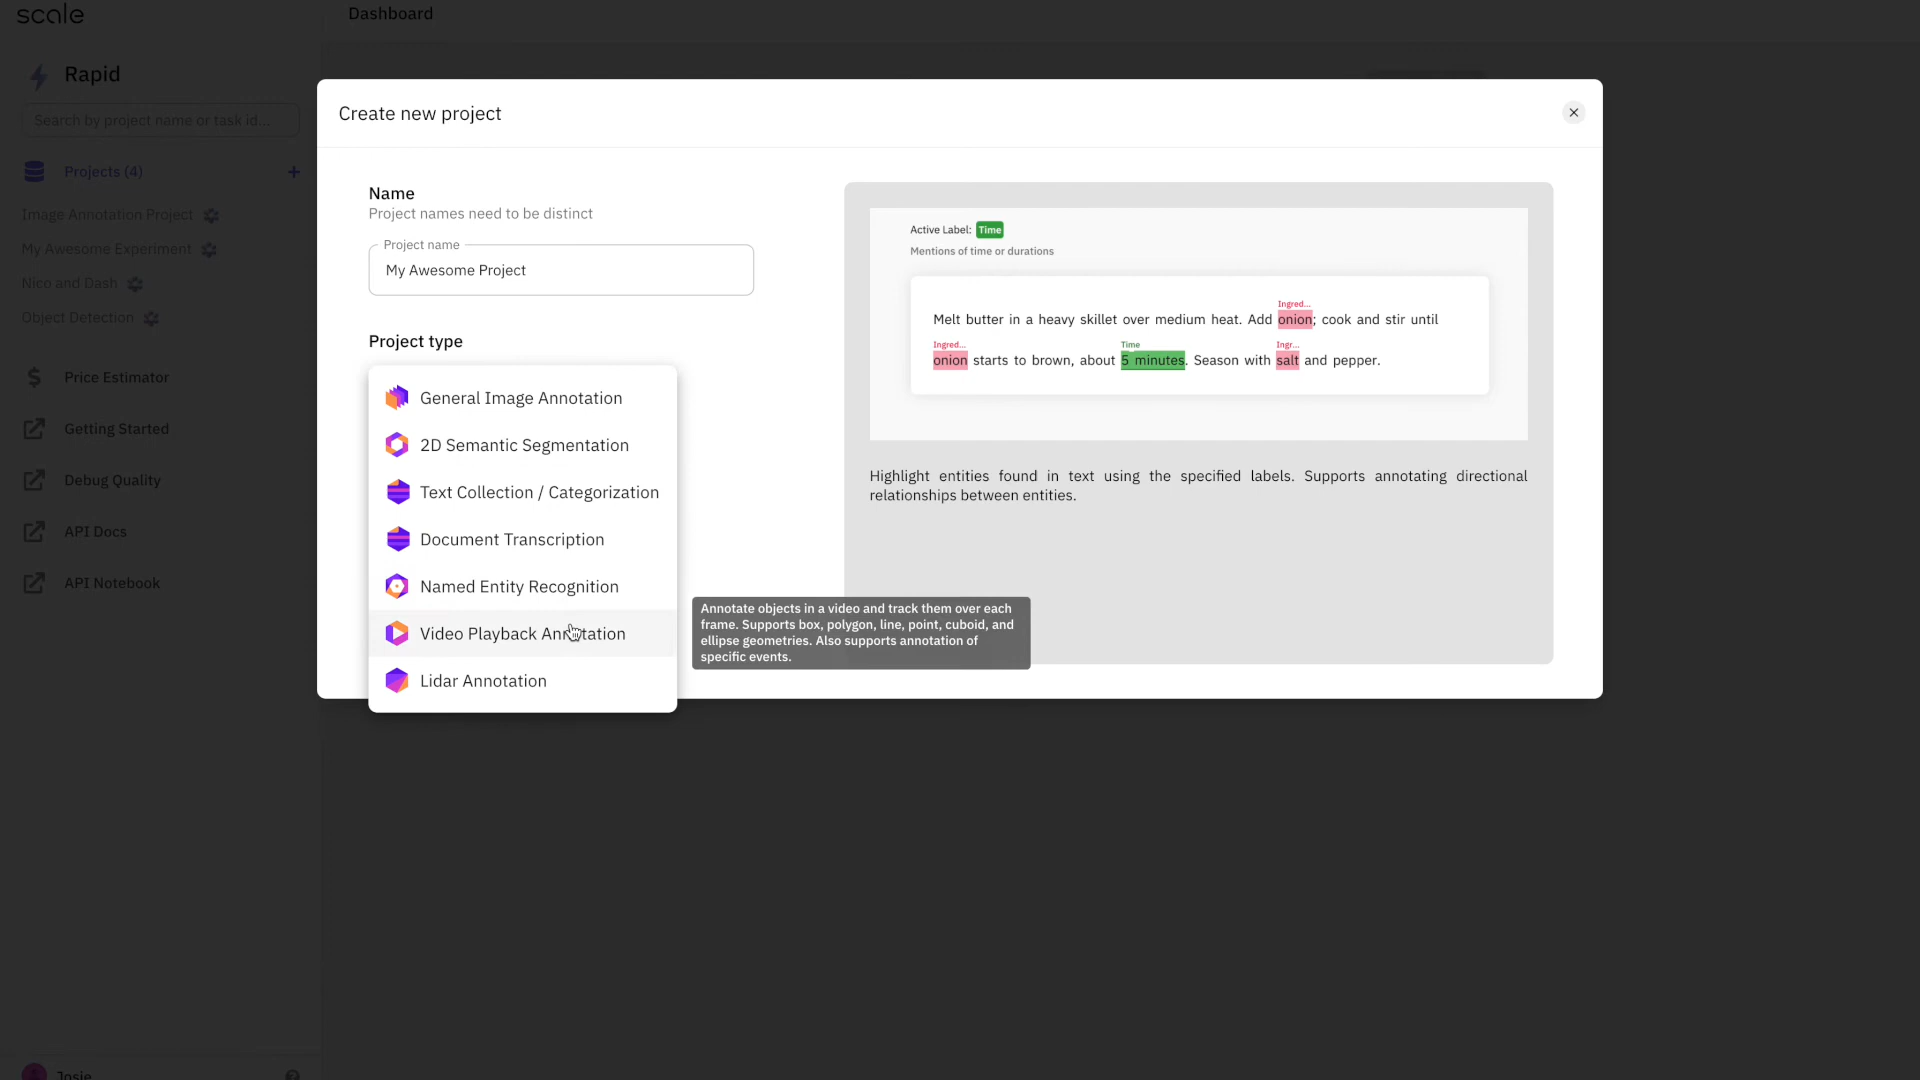 scale
Dashboard
Rapid
Search by project name or task id...
Projects (4)
+
Image Annotation Project
My Awesome Experiment
Nico and Dash
Object Detection
Price Estimator
Getting Started
Debug Quality
API Docs
API Notebook
Josie
Create new project
Name
Project names need to be distinct
Project name
My Awesome Project
Project type
General Image Annotation
2D Semantic Segmentation
Text Collection / Categorization
Document Transcription
Named Entity Recognition
Video Playback Annotation
Lidar Annotation
Annotate objects in a video and track them over each
frame. Supports box, polygon, line, point, cuboid, and
ellipse geometries. Also supports annotation of
specific events.
Active Label: Time
Mentions of time or durations
Ingred...
Melt butter in a heavy skillet over medium heat. Add onion; cook and stir until
Ingred... Time Ingr...
onion starts to brown, about 5 minutes. Season with salt and pepper.
Highlight entities found in text using the specified labels. Supports annotating directional
relationships between entities.